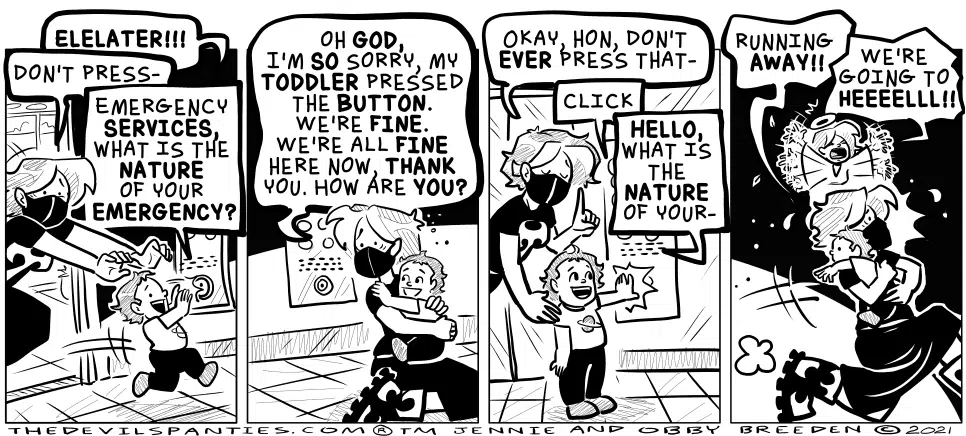 ELELATER!!!
DON'T PRESS-
EMERGENCY
SERVICES,
WHAT IS THE
NATURE
OF YOUR
EMERGENCY?
OH GOD,
I'M SO SORRY, MY
TODDLER PRESSED
THE BUTTON.
WE'RE FINE.
WE'RE ALL FINE
HERE NOW, THANK
YOU. HOW ARE YOU?
OKAY, HON, DON'T
EVER PRESS THAT-
CLICK
HELLO,
WHAT IS
THE
NATURE
OF YOUR-
RUNNING
AWAY!!
WE'RE
GOING TO
HEEEELLL!!
THEDEVILSPANTIES.COM ® TM JENNIE AND OBBY BREEDEN © 2021